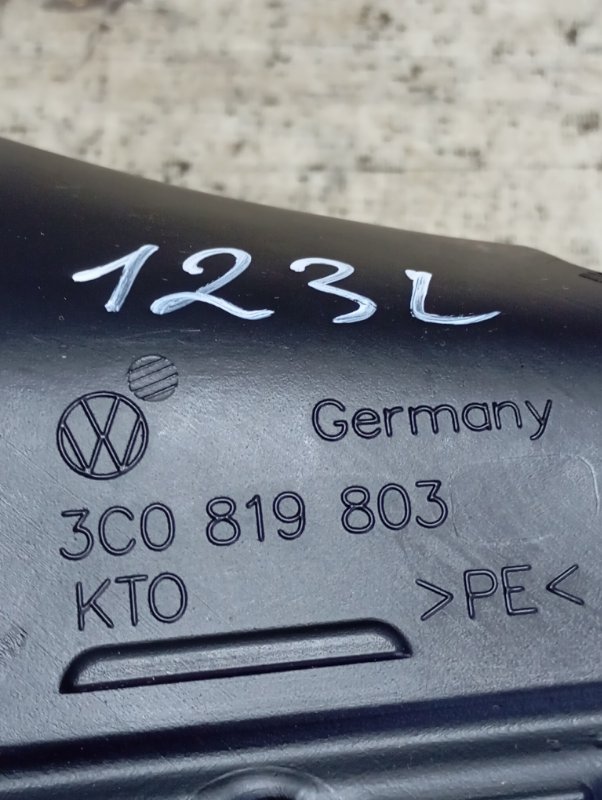 123L
Germany
3C0 819 803
KTO >PE<